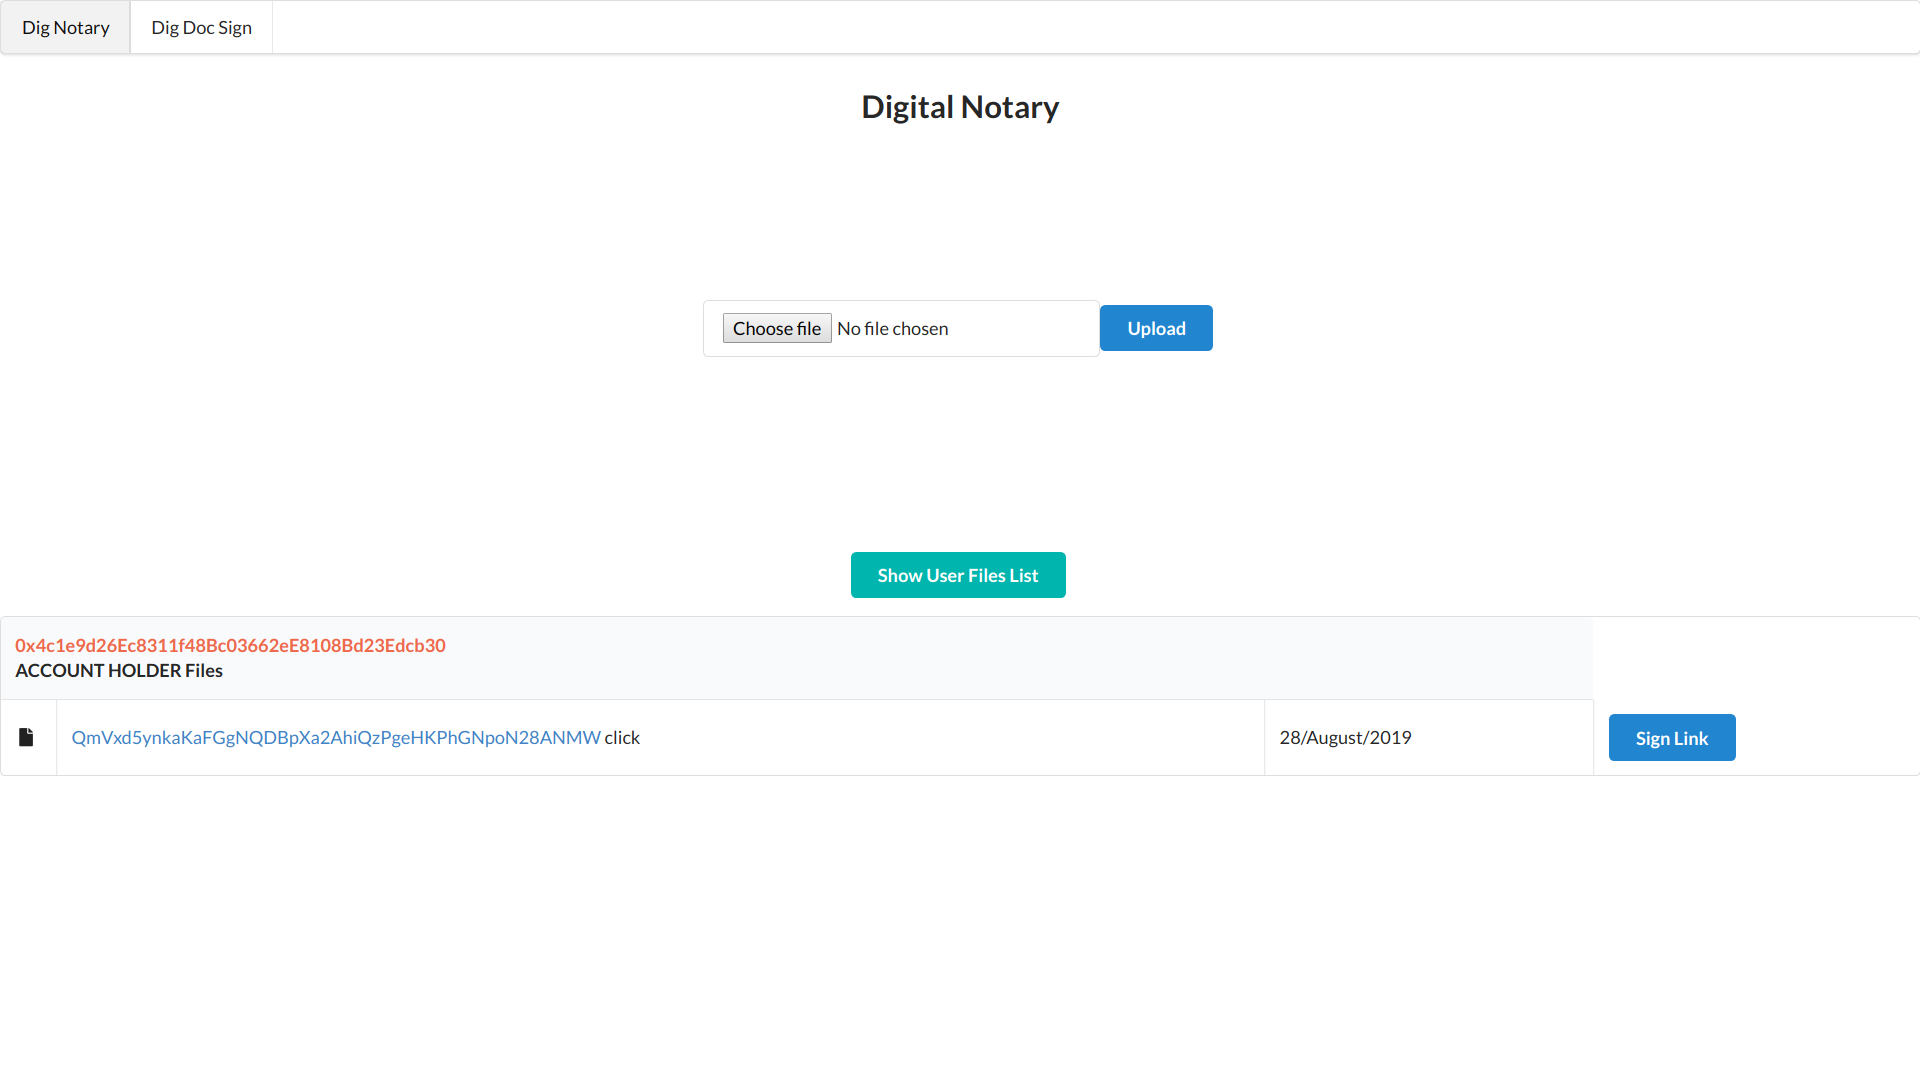 Dig Notary Dig Doc Sign
Digital Notary
Choose file No file chosen Upload
Show User Files List
0x4c1e9d26Ec8311f48Bc03662eE8108Bd23Edcb30
ACCOUNT HOLDER Files
QmVxd5ynkaKaFGgNQDBpXa2AhiQzPgeHKPhGNpoN28ANMW click 28/August/2019 Sign Link